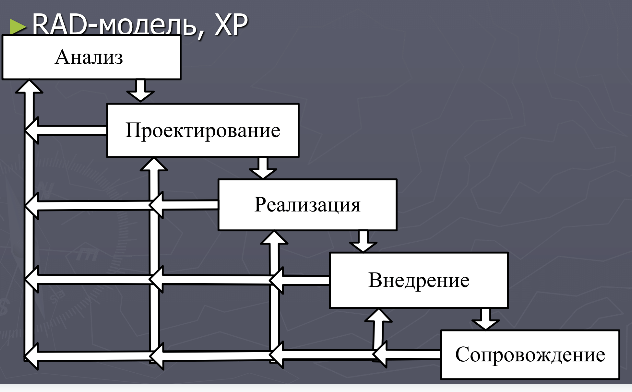 RAD-модель, XP
Анализ
Проектирование
Реализация
Внедрение
Сопровождение